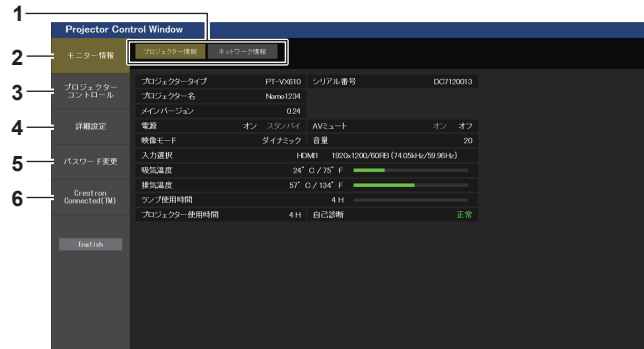 1
Projector Control Window
2
モニター情報
プロジェクター情報 ネットワーク情報
3
プロジェクター
コントロール
4
詳細設定
5
パスワード変更
6
Crestron
Connected(TM)
English
プロジェクタータイプ PT-VX610 シリアル番号 DC7120013
プロジェクター名 Name1234
メインバージョン 0.24
電源 オン スタンバイ AVミュート オン オフ
映像モード ダイナミック 音量 20
入力選択 HDMI1 1920x1200/60RB (74.05kHz/59.96Hz)
吸気温度 24°C / 75°F
排気温度 57°C / 134°F
ランプ使用時間 4 H
プロジェクター使用時間 4 H 自己診断 正常